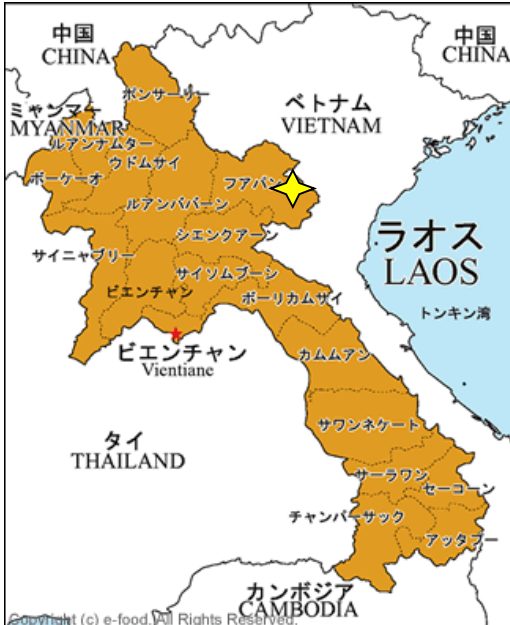 中国
CHINA
中国
CHINA
ポンサーリー
ベトナム
VIETNAM
ミャンマー
MYANMAR
ルアンナムター
ウドムサイ
ボーケーオ
フアパン
ルアンパバーン
シエンクアーン
ラオス
LAOS
サイニャブリー
サイソムブーン
ビエンチャン
ボーリカムサイ
トンキン湾
ビエンチャン
Vientiane
カムムアン
サワンネケート
タイ
THAILAND
サーラワン
セーコーン
チャンパーサック
アッタプー
カンボジア
CAMBODIA
Copyright (c) e-food. All Rights Reserved.